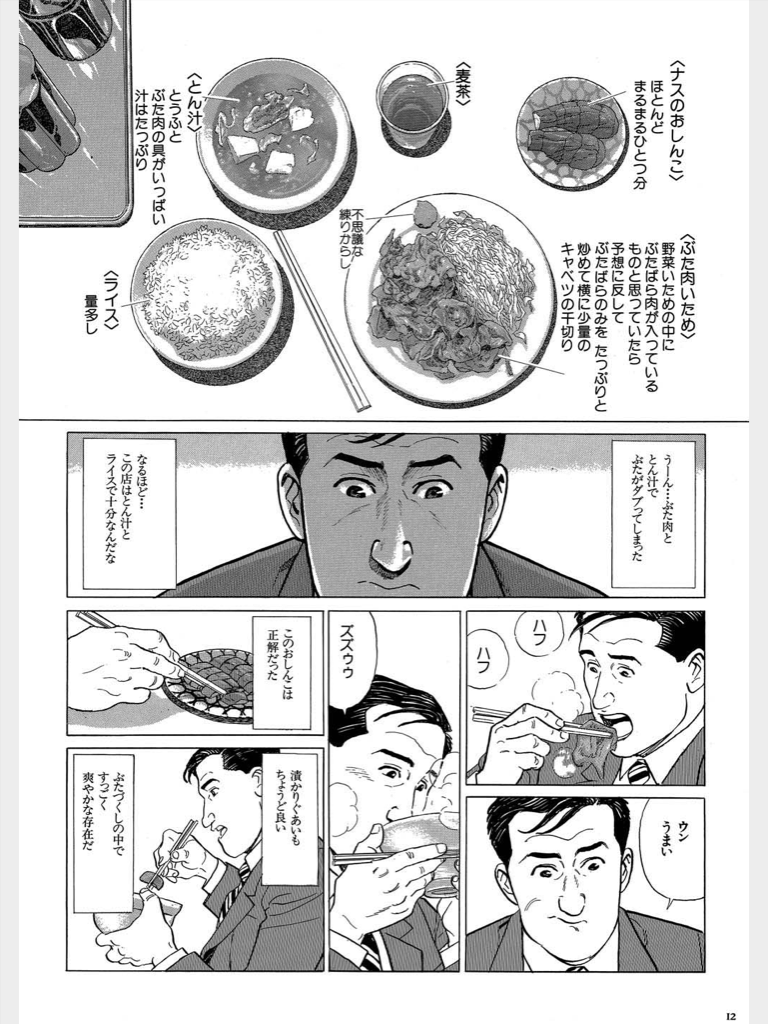 〈ナスのおしんこ〉
ほとんど
まるまるひとつ分
〈麦茶〉
〈とん汁〉
とうふと
ぶた肉の具がいっぱい
汁はたっぷり
〈ぶた肉いため〉
野菜いための中に
ぶたばら肉が入っている
ものと思っていたら
予想に反して
ぶたばらのみを たっぷりと
炒めて横に少量の
キャベツの千切り
不思議な
練りからし
〈ライス〉
量多し
うーん…ぶた肉と
とん汁で
ぶたがダブってしまった
なるほど…
この店はとん汁と
ライスで十分なんだな
ハフ
ハフ
ウン
うまい
ズズゥゥ
このおしんこは
正解だった
漬かりぐあいも
ちょうど良い
ぶたづくしの中で
すっごく
爽やかな存在だ
12